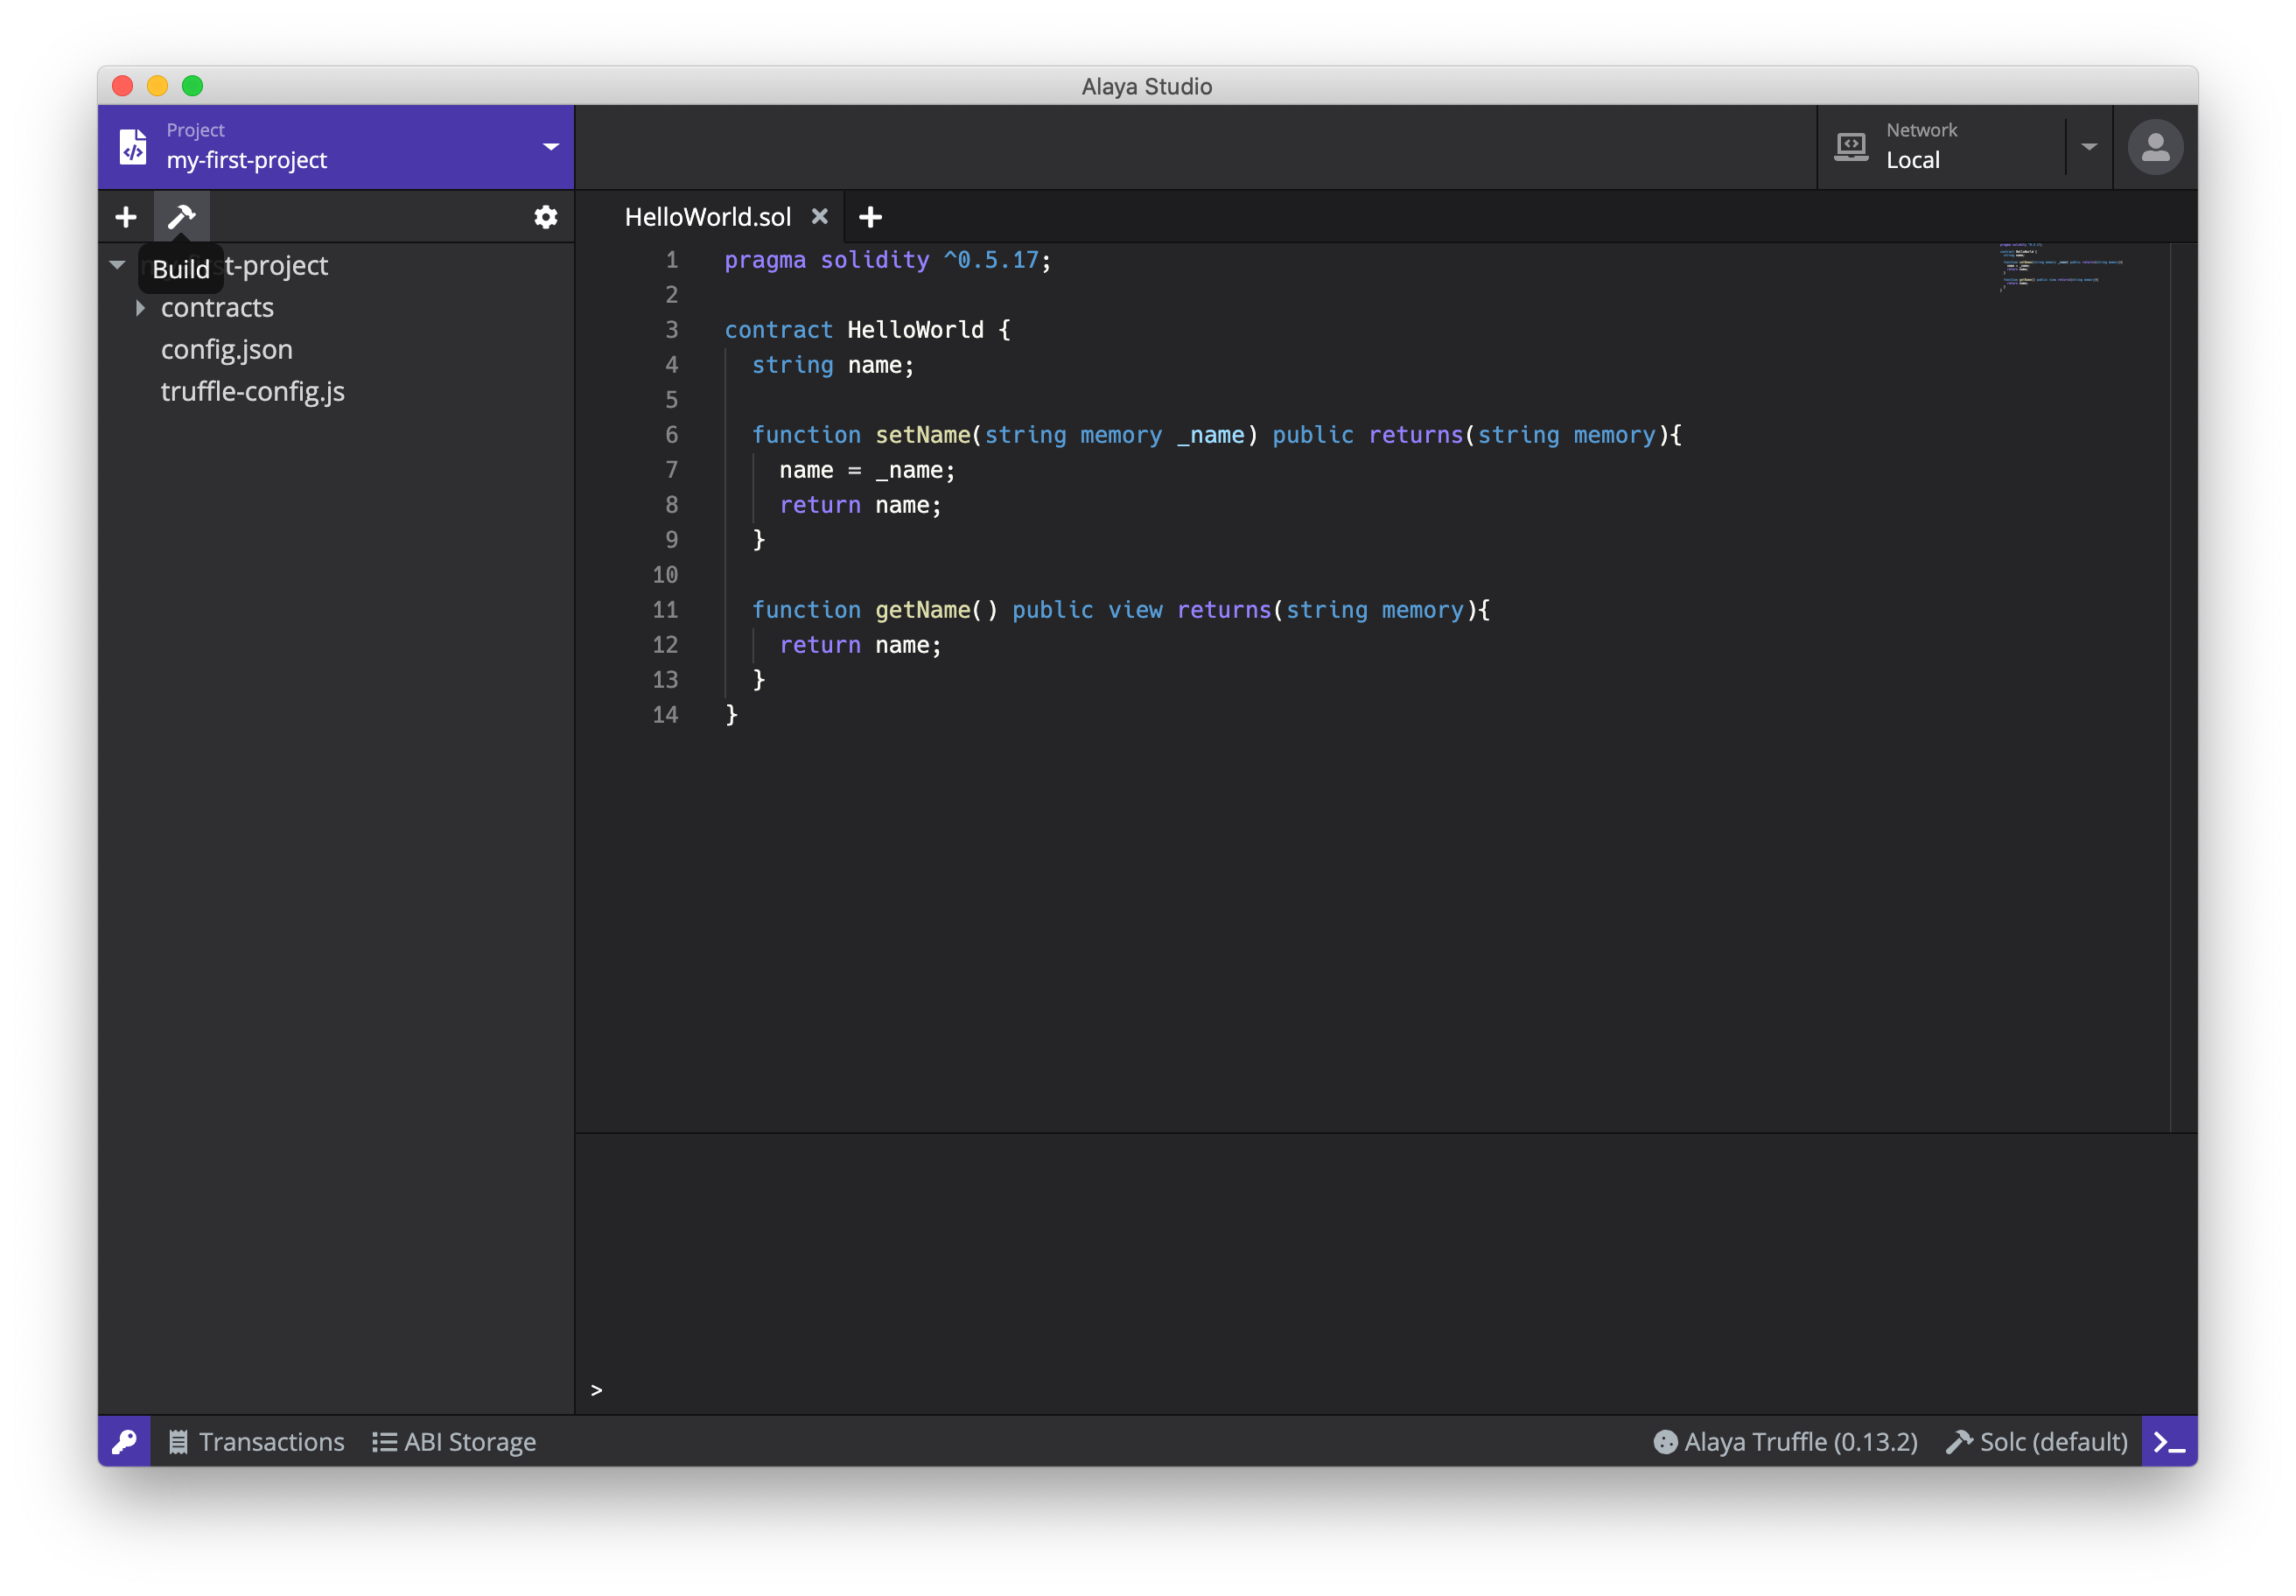 Alaya Studio
Project
my-first-project
Network
Local
HelloWorld.sol
Build
t-project
contracts
config.json
truffle-config.js
1 pragma solidity ^0.5.17;
2
3 contract HelloWorld {
4 string name;
5
6 function setName(string memory _name) public returns(string memory){
7 name = _name;
8 return name;
9 }
10
11 function getName() public view returns(string memory){
12 return name;
13 }
14 }
>
Transactions
ABI Storage
Alaya Truffle (0.13.2)
Solc (default)